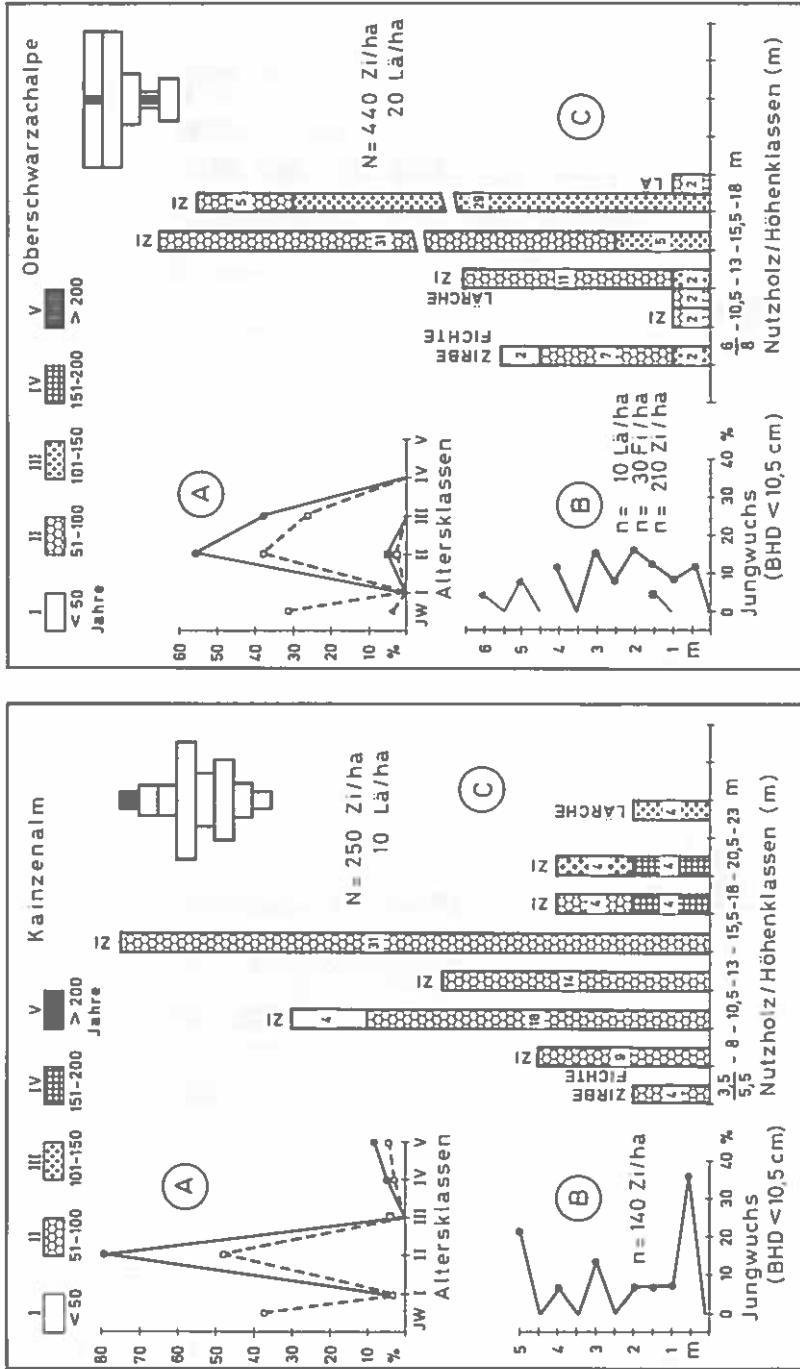 Kainzenalm
I II III IV V
< 50 51-100 101-150 151-200 > 200
Jahre
80
70
60
50
40
30
20
10
%
JW I II III IV V
Altersklassen
A
N = 250 Zi/ha
10 Lä/ha
5
4
3
2
1
m
0 10 20 30 40 %
Jungwuchs
(BHD < 10,5 cm)
B
n = 140 Zi/ha
C
ZIRBE
FICHTE
4
ZI
9
ZI
4
18
ZI
14
ZI
31
ZI
4
4
ZI
4
4
LÄRCHE
4
3,5
5,5 - 8 - 10,5 - 13 - 15,5 - 18 - 20,5 - 23 m
Nutzholz / Höhenklassen (m)
Oberschwarzachalpe
I II III IV V
< 50 51-100 101-150 151-200 > 200
Jahre
60
50
40
30
20
10
%
JW I II III IV V
Altersklassen
A
N = 440 Zi/ha
20 Lä/ha
6
5
4
3
2
1
m
0 10 20 30 40 %
Jungwuchs
(BHD < 10,5 cm)
B
n = 10 Lä/ha
n = 30 Fi/ha
n = 210 Zi/ha
C
ZIRBE
FICHTE
2
7
2
ZI
2
LÄRCHE
2
ZI
11
2
ZI
31
5
ZI
5
29
LÄ
2
6
8 - 10,5 - 13 - 15,5 - 18 m
Nutzholz / Höhenklassen (m)